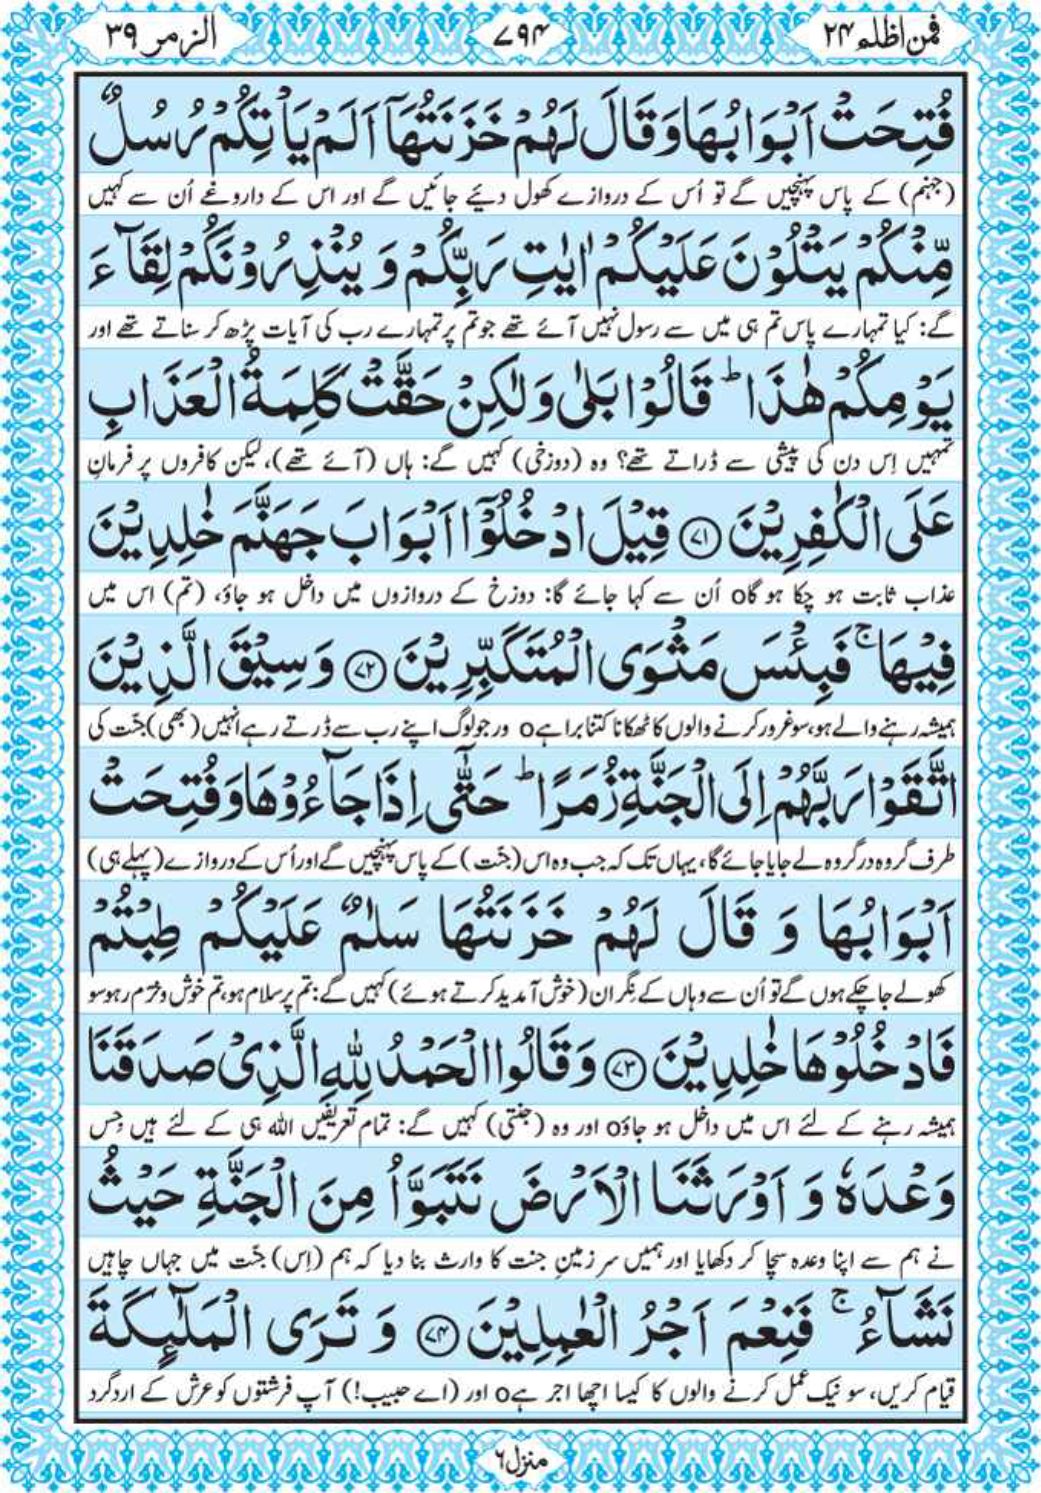 فمن اظلم ۲۴
۷۹۴
الزمر ۳۹
فُتِحَتْ اَبْوَابُهَا وَقَالَ لَهُمْ خَزَنَتُهَاۤ اَلَمْ يَاْتِكُمْ رُسُلٌ
(جہنم) کے پاس پہنچیں گے تو اُس کے دروازے کھول دیئے جائیں گے اور اس کے داروغے اُن سے کہیں
مِّنْكُمْ يَتْلُوْنَ عَلَيْكُمْ اٰيٰتِ رَبِّكُمْ وَ يُنْذِرُوْنَكُمْ لِقَآءَ
گے: کیا تمہارے پاس تم ہی میں سے رسول نہیں آئے تھے جو تم پر تمہارے رب کی آیات پڑھ کر سناتے تھے اور
يَوْمِكُمْ هٰذَا ؕ قَالُوْا بَلٰى وَلٰكِنْ حَقَّتْ كَلِمَةُ الْعَذَابِ
تمہیں اِس دن کی پیشی سے ڈراتے تھے؟ وہ (دوزخی) کہیں گے: ہاں (آئے تھے)، لیکن کافروں پر فرمانِ
عَلَى الْكٰفِرِيْنَ ﴿۷۱﴾ قِيْلَ ادْخُلُوْۤا اَبْوَابَ جَهَنَّمَ خٰلِدِيْنَ
عذاب ثابت ہو چکا ہو گاo اُن سے کہا جائے گا: دوزخ کے دروازوں میں داخل ہو جاؤ، (تم) اس میں
فِيْهَا ۚ فَبِئْسَ مَثْوَى الْمُتَكَبِّرِيْنَ ﴿۷۲﴾ وَسِيْقَ الَّذِيْنَ
ہمیشہ رہنے والے ہو، سو غرور کرنے والوں کا ٹھکانا کتنا برا ہےo ور جو لوگ اپنے رب سے ڈرتے رہے انہیں (بھی) جنّت کی
اتَّقَوْا رَبَّهُمْ اِلَى الْجَنَّةِ زُمَرًا ؕ حَتّٰۤى اِذَا جَآءُوْهَا وَفُتِحَتْ
طرف گروہ در گروہ لے جایا جائے گا، یہاں تک کہ جب وہ اس (جنّت) کے پاس پہنچیں گے اور اُس کے دروازے (پہلے ہی)
اَبْوَابُهَا وَ قَالَ لَهُمْ خَزَنَتُهَا سَلٰمٌ عَلَيْكُمْ طِبْتُمْ
کھولے جا چکے ہوں گے تو اُن سے وہاں کے نگران (خوش آمدید کرتے ہوئے) کہیں گے: تم پر سلام ہو، تم خوش و خرّم رہو سو
فَادْخُلُوْهَا خٰلِدِيْنَ ﴿۷۳﴾ وَقَالُوا الْحَمْدُ لِلّٰهِ الَّذِيْ صَدَقَنَا
ہمیشہ رہنے کے لئے اس میں داخل ہو جاؤo اور وہ (جنتی) کہیں گے: تمام تعریفیں اللہ ہی کے لئے ہیں جس
وَعْدَهٗ وَ اَوْرَثَنَا الْاَرْضَ نَتَبَوَّاُ مِنَ الْجَنَّةِ حَيْثُ
نے ہم سے اپنا وعدہ سچا کر دکھایا اور ہمیں سر زمینِ جنت کا وارث بنا دیا کہ ہم (اِس) جنّت میں جہاں چاہیں
نَشَآءُ ۚ فَنِعْمَ اَجْرُ الْعٰمِلِيْنَ ﴿۷۴﴾ وَ تَرَى الْمَلٰٓئِكَةَ
قیام کریں، سو نیک عمل کرنے والوں کا کیسا اچھا اجر ہےo اور (اے حبیب!) آپ فرشتوں کو عرش کے ارد گرد
منزل ۶